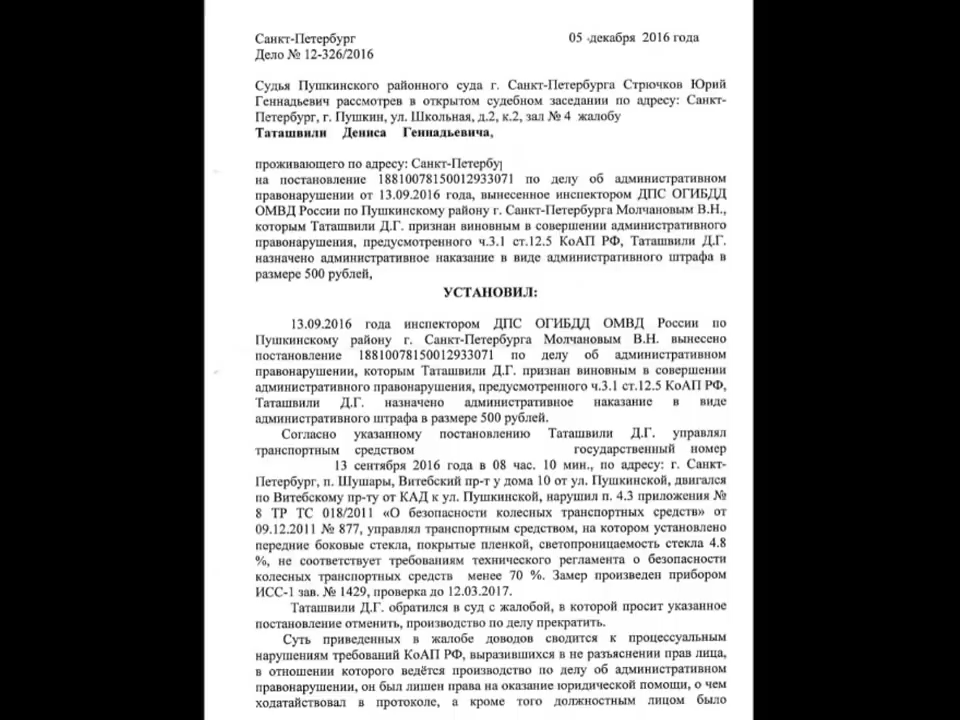 Санкт-Петербург 05 декабря 2016 года
Дело № 12-326/2016
Судья Пушкинского районного суда г. Санкт-Петербурга Стрючков Юрий
Геннадьевич рассмотрев в открытом судебном заседании по адресу: Санкт-
Петербург, г. Пушкин, ул. Школьная, д.2, к.2, зал № 4 жалобу
Таташвили Дениса Геннадьевича,
проживающего по адресу: Санкт-Петербу
на постановление 18810078150012933071 по делу об административном
правонарушении от 13.09.2016 года, вынесенное инспектором ДПС ОГИБДД
ОМВД России по Пушкинскому району г. Санкт-Петербурга Молчановым В.Н.,
которым Таташвили Д.Г. признан виновным в совершении административного
правонарушения, предусмотренного ч.3.1 ст.12.5 КоАП РФ, Таташвили Д.Г.
назначено административное наказание в виде административного штрафа в
размере 500 рублей,
УСТАНОВИЛ:
13.09.2016 года инспектором ДПС ОГИБДД ОМВД России по
Пушкинскому району г. Санкт-Петербурга Молчановым В.Н. вынесено
постановление 18810078150012933071 по делу об административном
правонарушении, которым Таташвили Д.Г. признан виновным в совершении
административного правонарушения, предусмотренного ч.3.1 ст.12.5 КоАП РФ,
Таташвили Д.Г. назначено административное наказание в виде
административного штрафа в размере 500 рублей.
Согласно указанному постановлению Таташвили Д.Г. управлял
транспортным средством государственный номер
13 сентября 2016 года в 08 час. 10 мин., по адресу: г. Санкт-
Петербург, п. Шушары, Витебский пр-т у дома 10 от ул. Пушкинской, двигался
по Витебскому пр-ту от КАД к ул. Пушкинской, нарушил п. 4.3 приложения №
8 ТР ТС 018/2011 «О безопасности колесных транспортных средств» от
09.12.2011 № 877, управлял транспортным средством, на котором установлено
передние боковые стекла, покрытые пленкой, светопроницаемость стекла 4.8
%, не соответствует требованиям технического регламента о безопасности
колесных транспортных средств менее 70 %. Замер произведен прибором
ИСС-1 зав. № 1429, проверка до 12.03.2017.
Таташвили Д.Г. обратился в суд с жалобой, в которой просит указанное
постановление отменить, производство по делу прекратить.
Суть приведенных в жалобе доводов сводится к процессуальным
нарушениям требований КоАП РФ, выразившихся в не разъяснении прав лица,
в отношении которого ведётся производство по делу об административном
правонарушении, он был лишен права на оказание юридической помощи, о чем
ходатайствовал в протоколе, а кроме того должностным лицом было